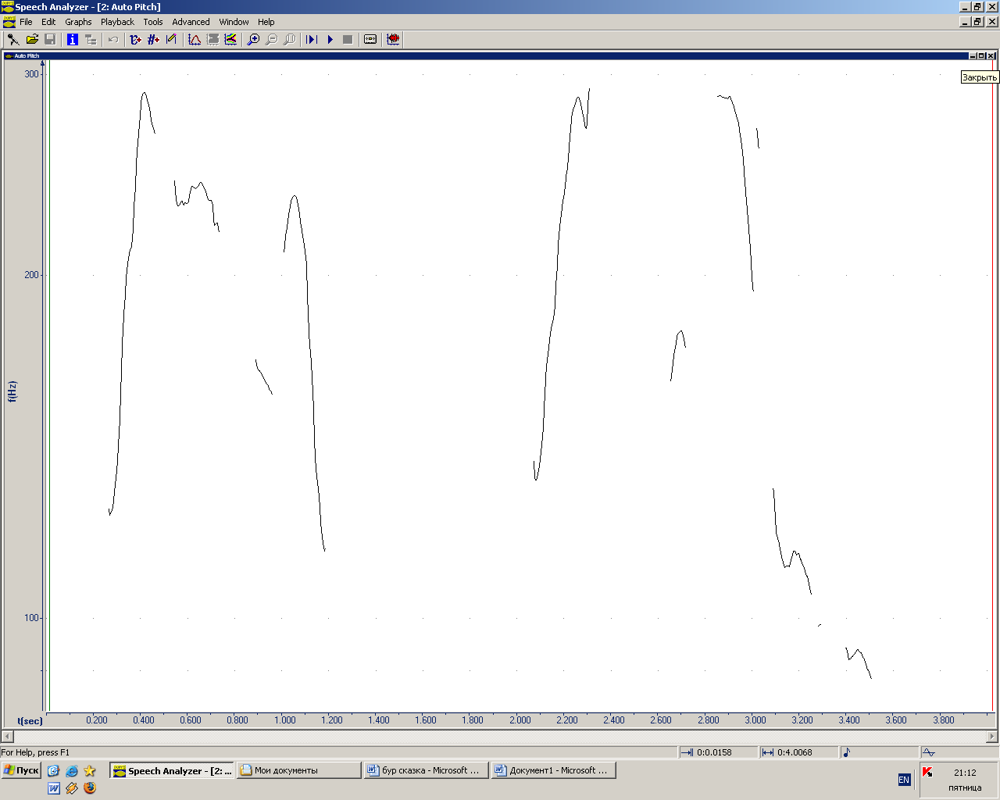 Speech Analyzer - [2: Auto Pitch]
File Edit Graphs Playback Tools Advanced Window Help
Auto Pitch
Закрыть
300
200
f(Hz)
100
t(sec) 0.200 0.400 0.600 0.800 1.000 1.200 1.400 1.600 1.800 2.000 2.200 2.400 2.600 2.800 3.000 3.200 3.400 3.600 3.800
For Help, press F1 0:0.0158 0:4.0068
Пуск Speech Analyzer - [2: ... Мои документы бур сказка - Microsoft ... Документ1 - Microsoft ... EN 21:12
пятница